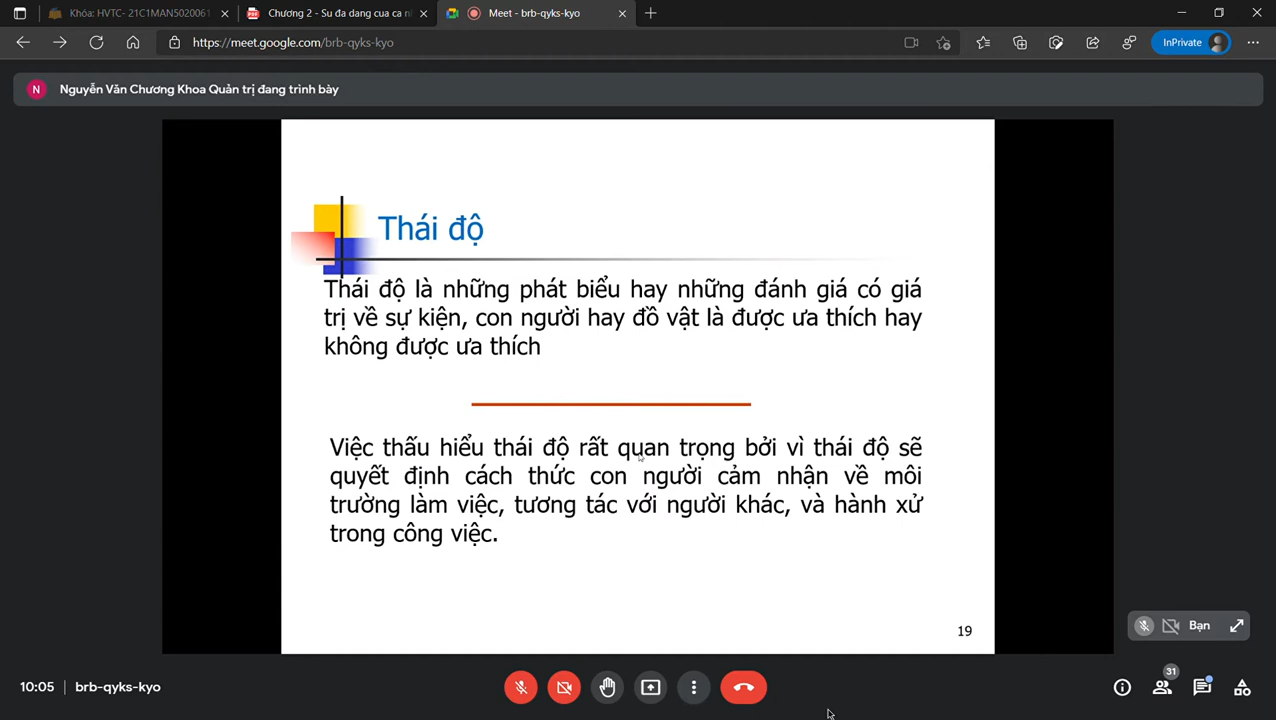 Khóa: HVTC- 21C1MAN5020061
Chương 2 - Su đa dang cua ca n
Meet - brb-qyks-kyo
https://meet.google.com/brb-qyks-kyo
InPrivate
N
Nguyễn Văn Chương Khoa Quản trị đang trình bày
Thái độ
Thái độ là những phát biểu hay những đánh giá có giá
trị về sự kiện, con người hay đồ vật là được ưa thích hay
không được ưa thích
Việc thấu hiểu thái độ rất quan trọng bởi vì thái độ sẽ
quyết định cách thức con người cảm nhận về môi
trường làm việc, tương tác với người khác, và hành xử
trong công việc.
19
Bạn
10:05 | brb-qyks-kyo
31